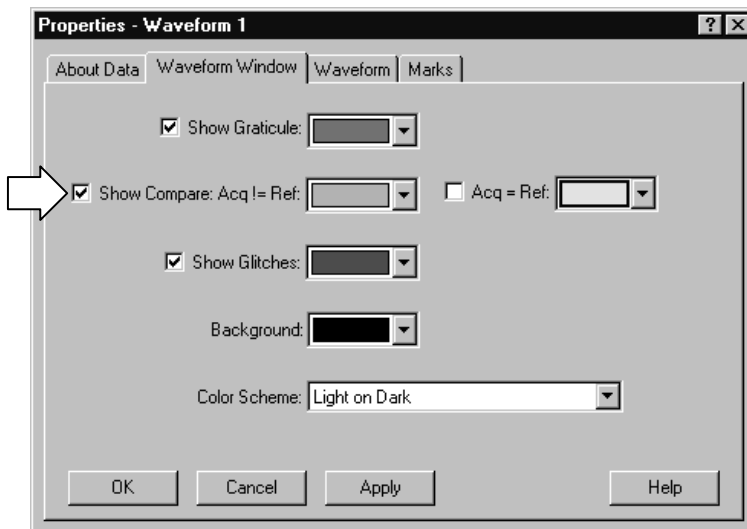 Properties - Waveform 1
About Data Waveform Window Waveform Marks
Show Graticule:
Show Compare: Acq != Ref: Acq = Ref:
Show Glitches:
Background:
Color Scheme: Light on Dark
OK Cancel Apply Help